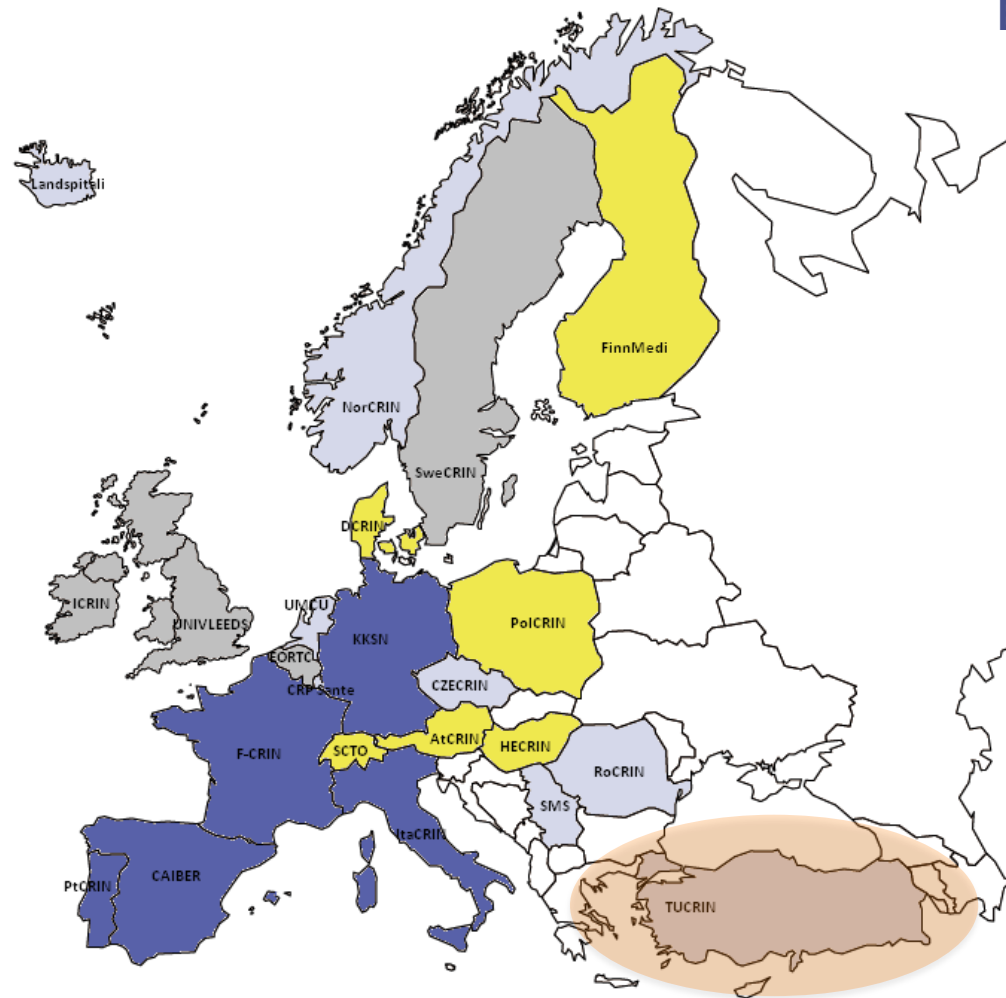 Landspitali
FinnMedi
NorCRIN
SweCRIN
DCRIN
ICRIN
UNIVLEEDS
UMCU
KKSN
PolCRIN
EORTC
CRP Sante
CZECRIN
F-CRIN
SCTO
AtCRIN
HECRIN
RoCRIN
SMS
ItaCRIN
PtCRIN
CAIBER
TUCRIN